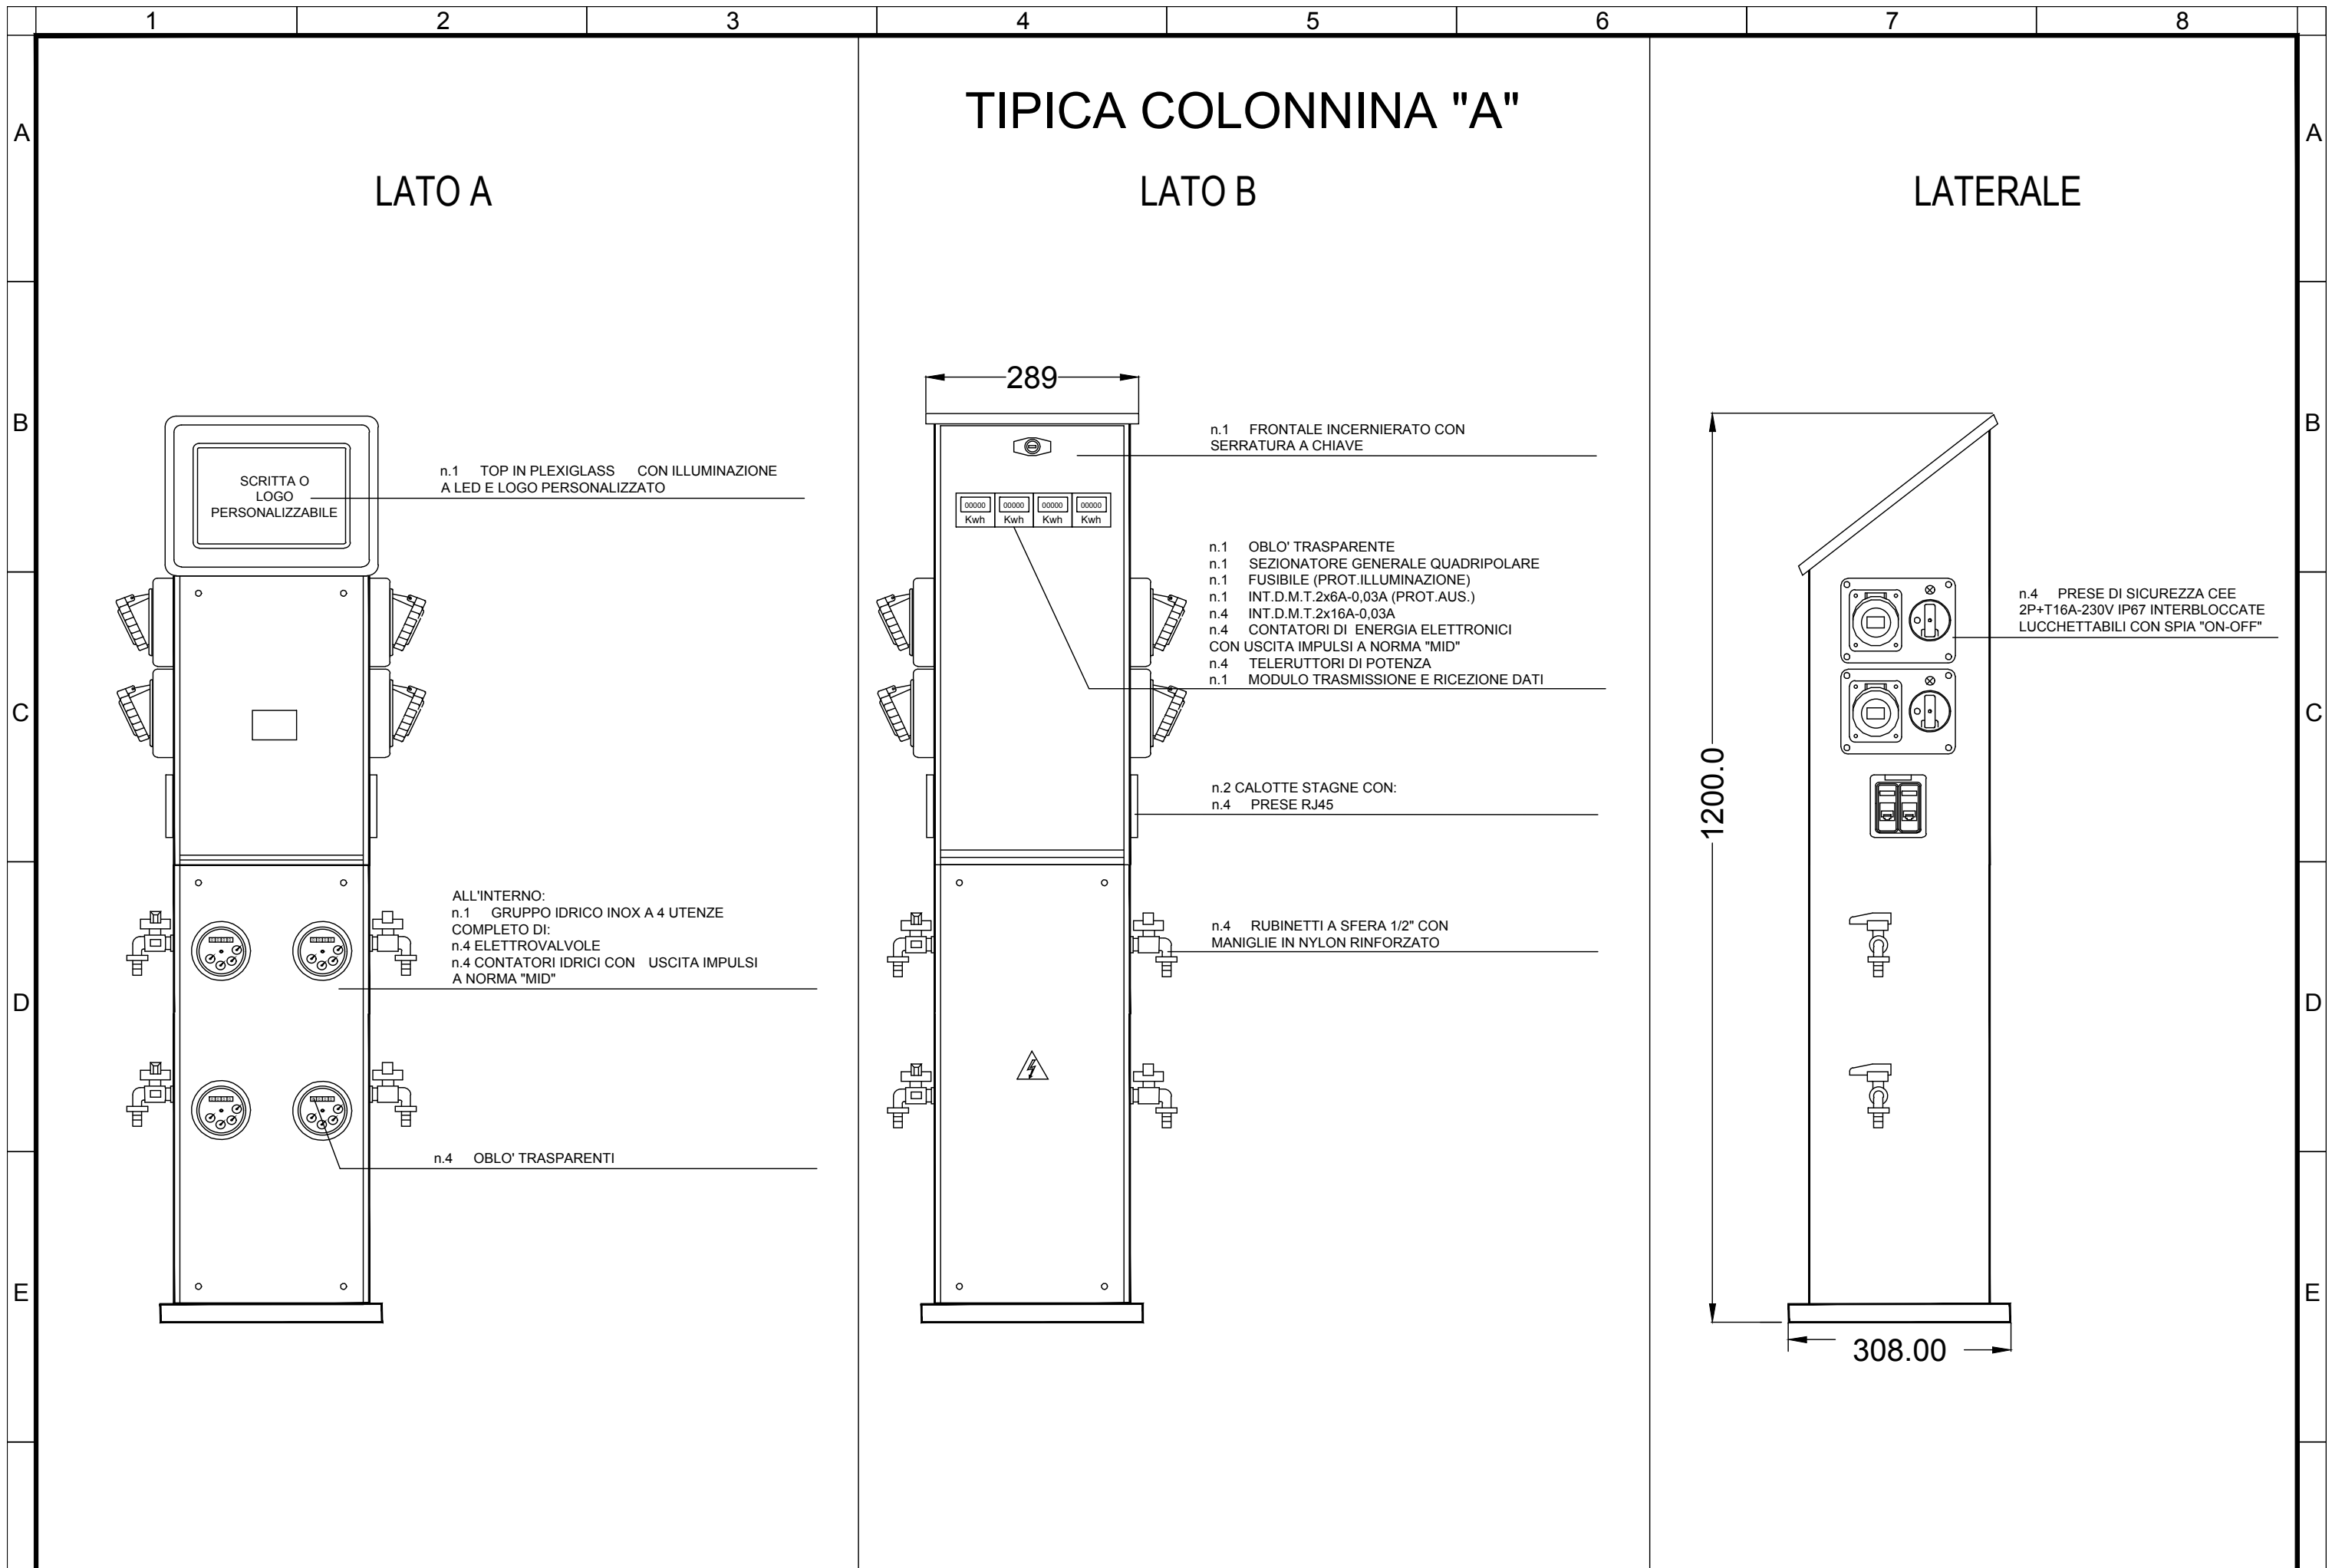 1 2 3 4 5 6 7 8
A A
TIPICA COLONNINA "A"
LATO A
LATO B
LATERALE
B B
SCRITTA O
LOGO
PERSONALIZZABILE
n.1 TOP IN PLEXIGLASS CON ILLUMINAZIONE
A LED E LOGO PERSONALIZZATO
C C
ALL'INTERNO:
n.1 GRUPPO IDRICO INOX A 4 UTENZE
COMPLETO DI:
n.4 ELETTROVALVOLE
n.4 CONTATORI IDRICI CON USCITA IMPULSI
A NORMA "MID"
n.4 OBLO' TRASPARENTI
289
n.1 FRONTALE INCERNIERATO CON
SERRATURA A CHIAVE
00000 00000 00000 00000
Kwh Kwh Kwh Kwh
n.1 OBLO' TRASPARENTE
n.1 SEZIONATORE GENERALE QUADRIPOLARE
n.1 FUSIBILE (PROT.ILLUMINAZIONE)
n.1 INT.D.M.T.2x6A-0,03A (PROT.AUS.)
n.4 INT.D.M.T.2x16A-0,03A
n.4 CONTATORI DI ENERGIA ELETTRONICI
CON USCITA IMPULSI A NORMA "MID"
n.4 TELERUTTORI DI POTENZA
n.1 MODULO TRASMISSIONE E RICEZIONE DATI
n.2 CALOTTE STAGNE CON:
n.4 PRESE RJ45
n.4 RUBINETTI A SFERA 1/2" CON
MANIGLIE IN NYLON RINFORZATO
n.4 PRESE DI SICUREZZA CEE
2P+T16A-230V IP67 INTERBLOCCATE
LUCCHETTABILI CON SPIA "ON-OFF"
1200.0
308.00
D D
E E